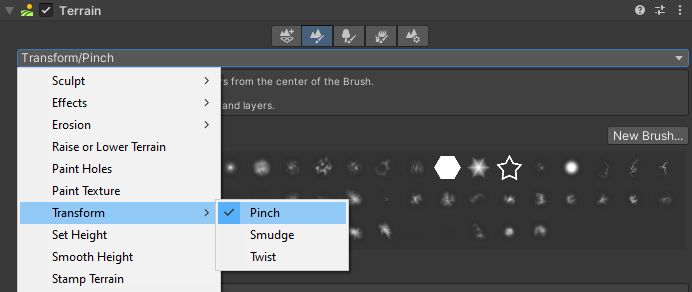 Terrain
Transform/Pinch
Sculpt
rs from the center of the Brush.
Effects
and layers.
Erosion
New Brush...
Raise or Lower Terrain
Paint Holes
Paint Texture
Transform
Pinch
Set Height
Smudge
Smooth Height
Twist
Stamp Terrain